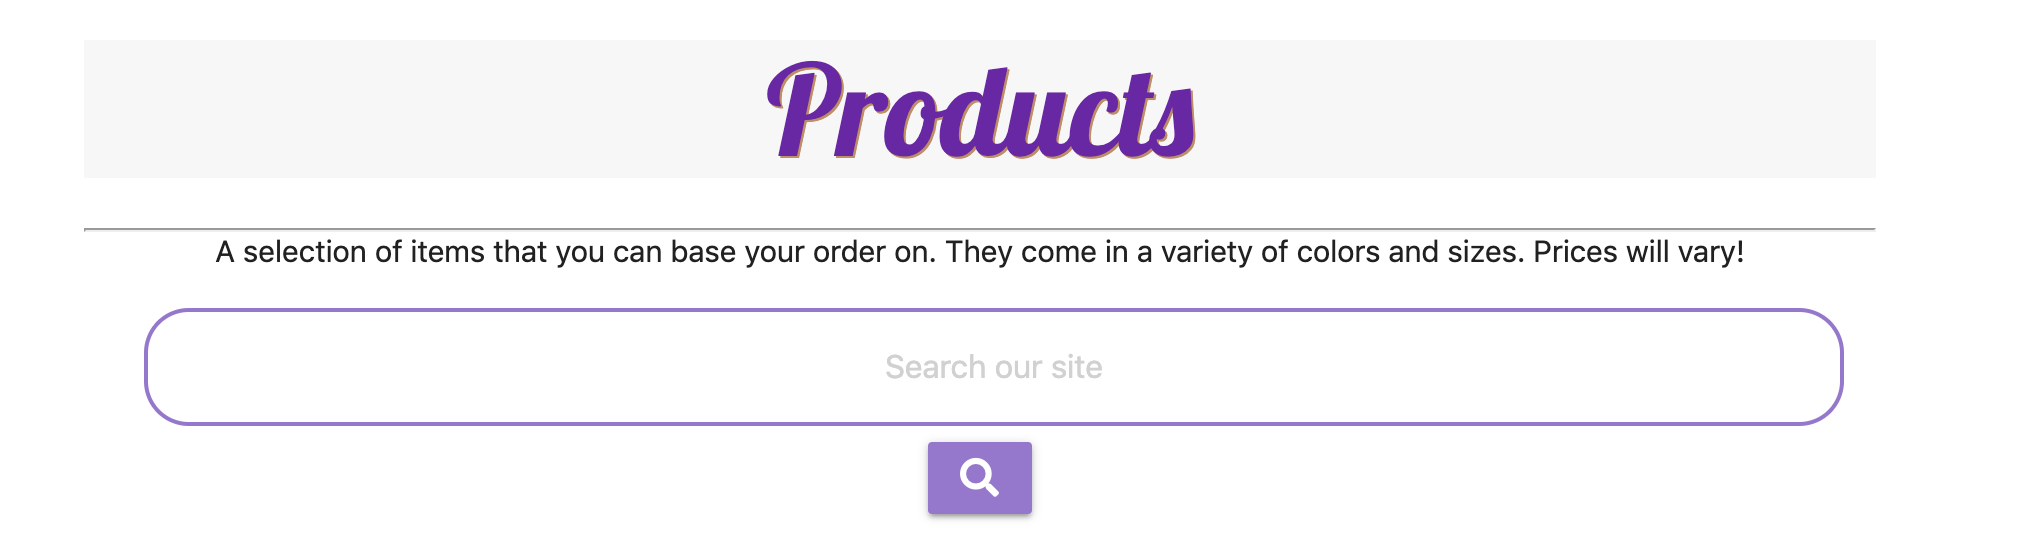 Products
A selection of items that you can base your order on. They come in a variety of colors and sizes. Prices will vary!
Search our site